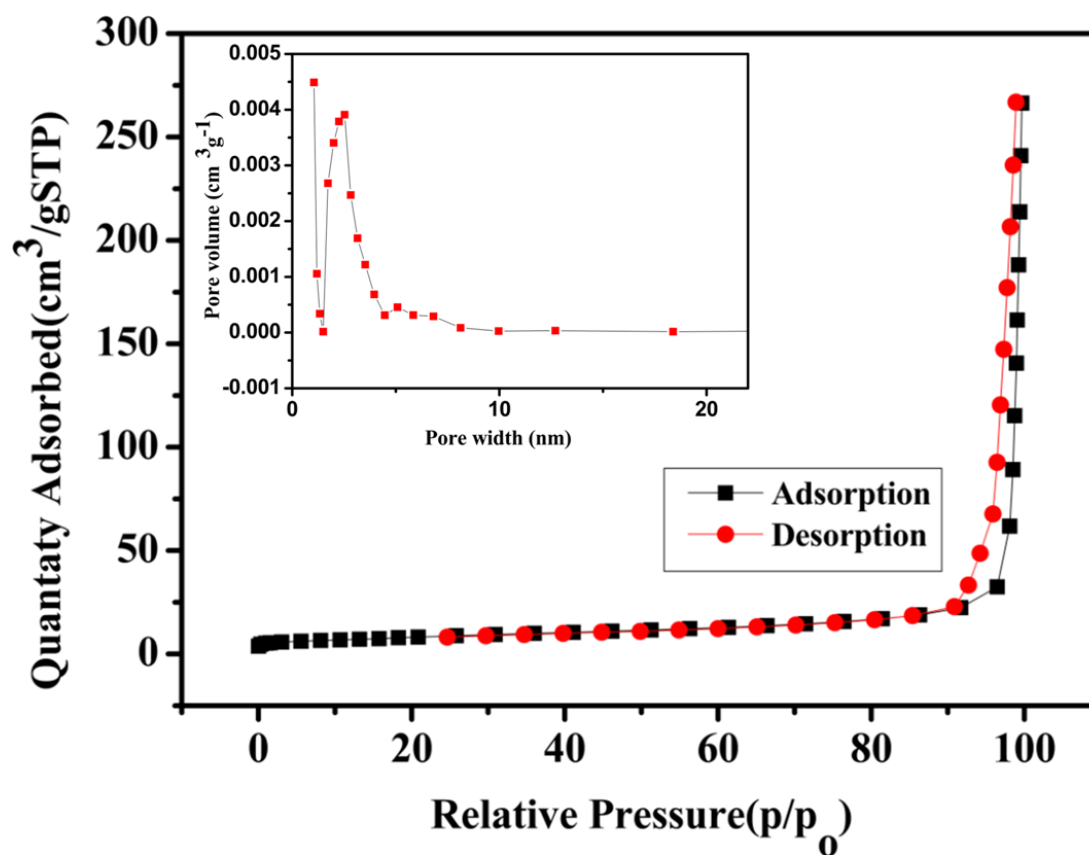 300
250
200
150
100
50
0
Quantaty Adsorbed(cm³/gSTP)
0.005
0.004
0.003
0.002
0.001
0.000
-0.001
Pore volume (cm³g⁻¹)
0 10 20
Pore width (nm)
Adsorption
Desorption
0 20 40 60 80 100
Relative Pressure(p/pₒ)